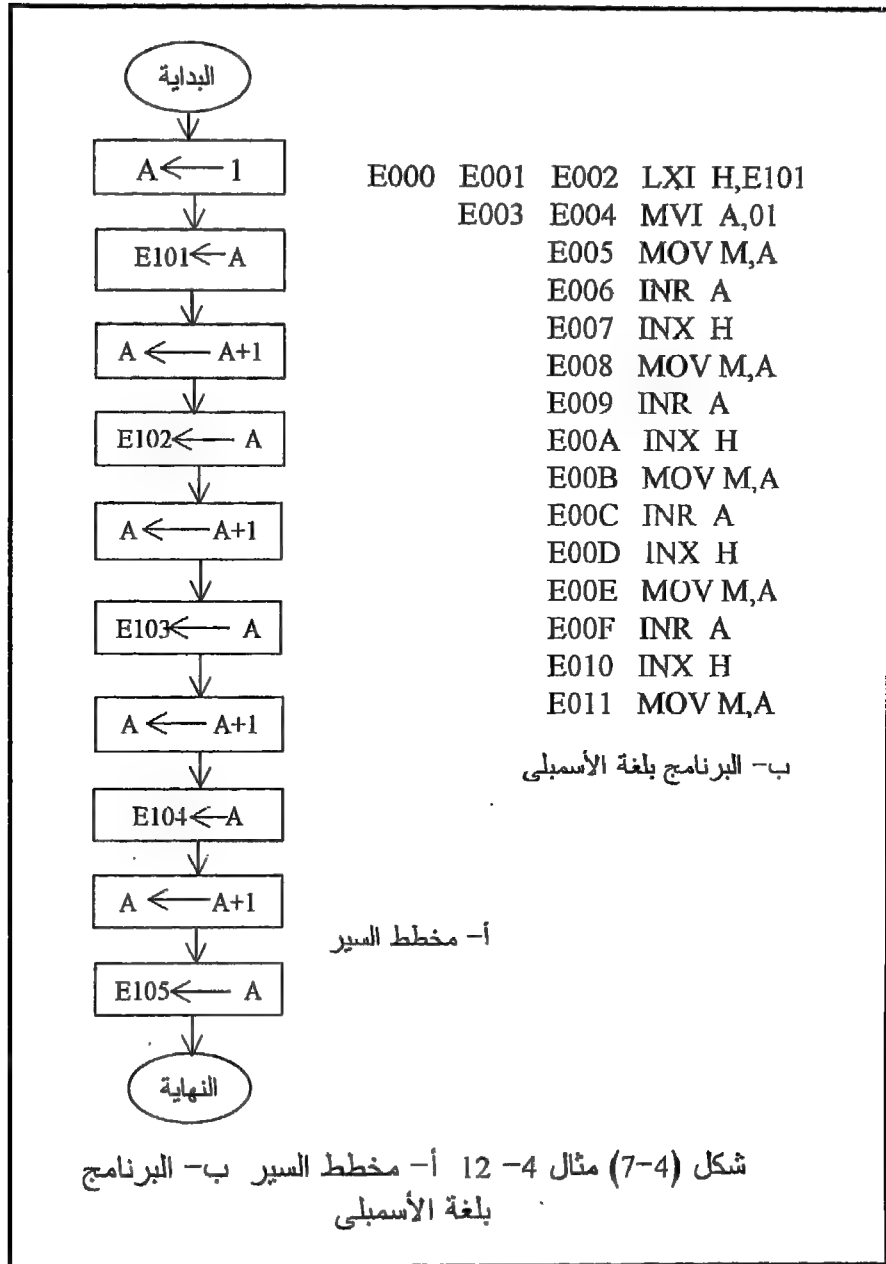 البداية
A ← 1
E101 ← A
A ← A+1
E102 ← A
A ← A+1
E103 ← A
A ← A+1
E104 ← A
A ← A+1
E105 ← A
النهاية
أ- مخطط السير
E000 E001 E002 LXI H,E101
E003 E004 MVI A,01
E005 MOV M,A
E006 INR A
E007 INX H
E008 MOV M,A
E009 INR A
E00A INX H
E00B MOV M,A
E00C INR A
E00D INX H
E00E MOV M,A
E00F INR A
E010 INX H
E011 MOV M,A
ب- البرنامج بلغة الأسمبلى
شكل (4-7) مثال 4- 12 أ- مخطط السير ب- البرنامج
بلغة الأسمبلى